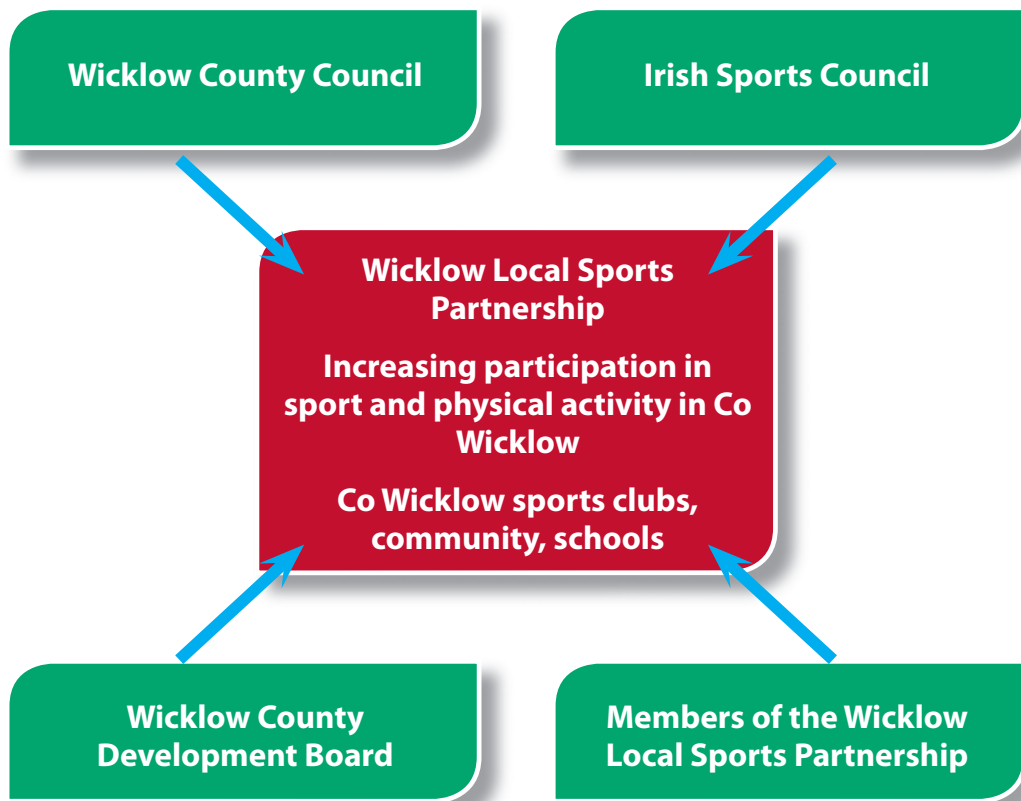 Wicklow County Council
Irish Sports Council
Wicklow Local Sports
Partnership
Increasing participation in
sport and physical activity in Co
Wicklow
Co Wicklow sports clubs,
community, schools
Wicklow County
Development Board
Members of the Wicklow
Local Sports Partnership